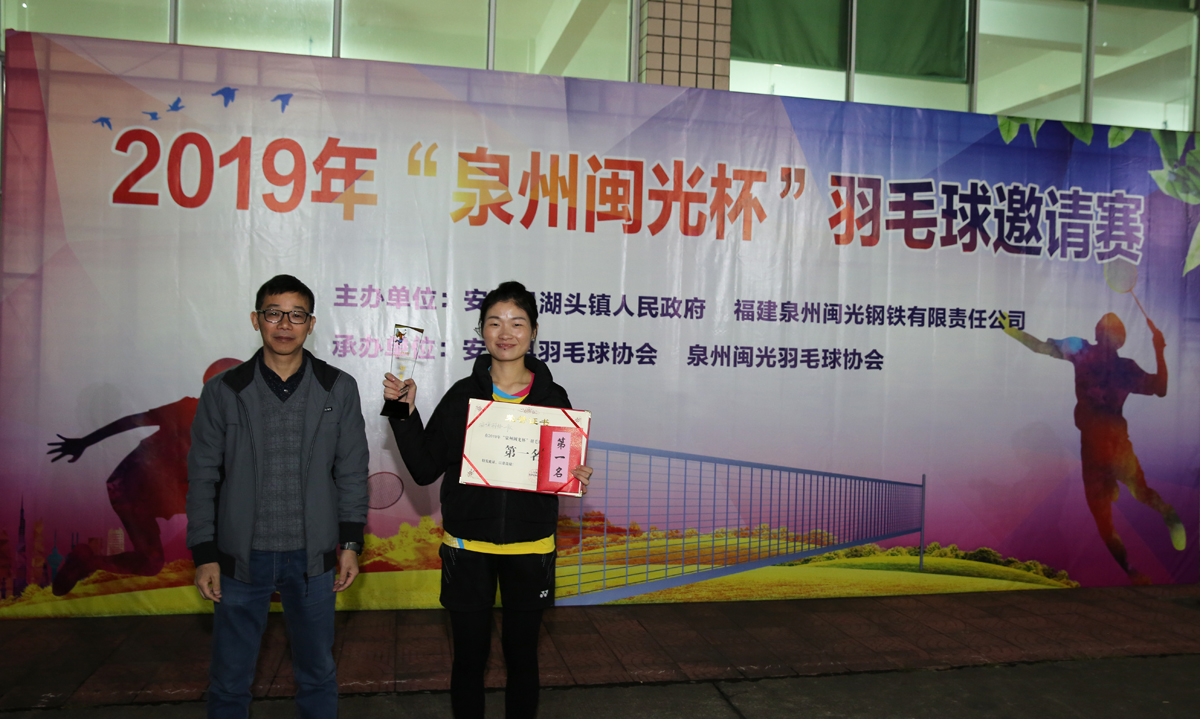 2019年“泉州闽光杯”羽毛球邀请赛
主办单位：安 湖头镇人民政府 福建泉州闽光钢铁有限责任公司
承办单位：安 羽毛球协会 泉州闽光羽毛球协会
第一名
第一名